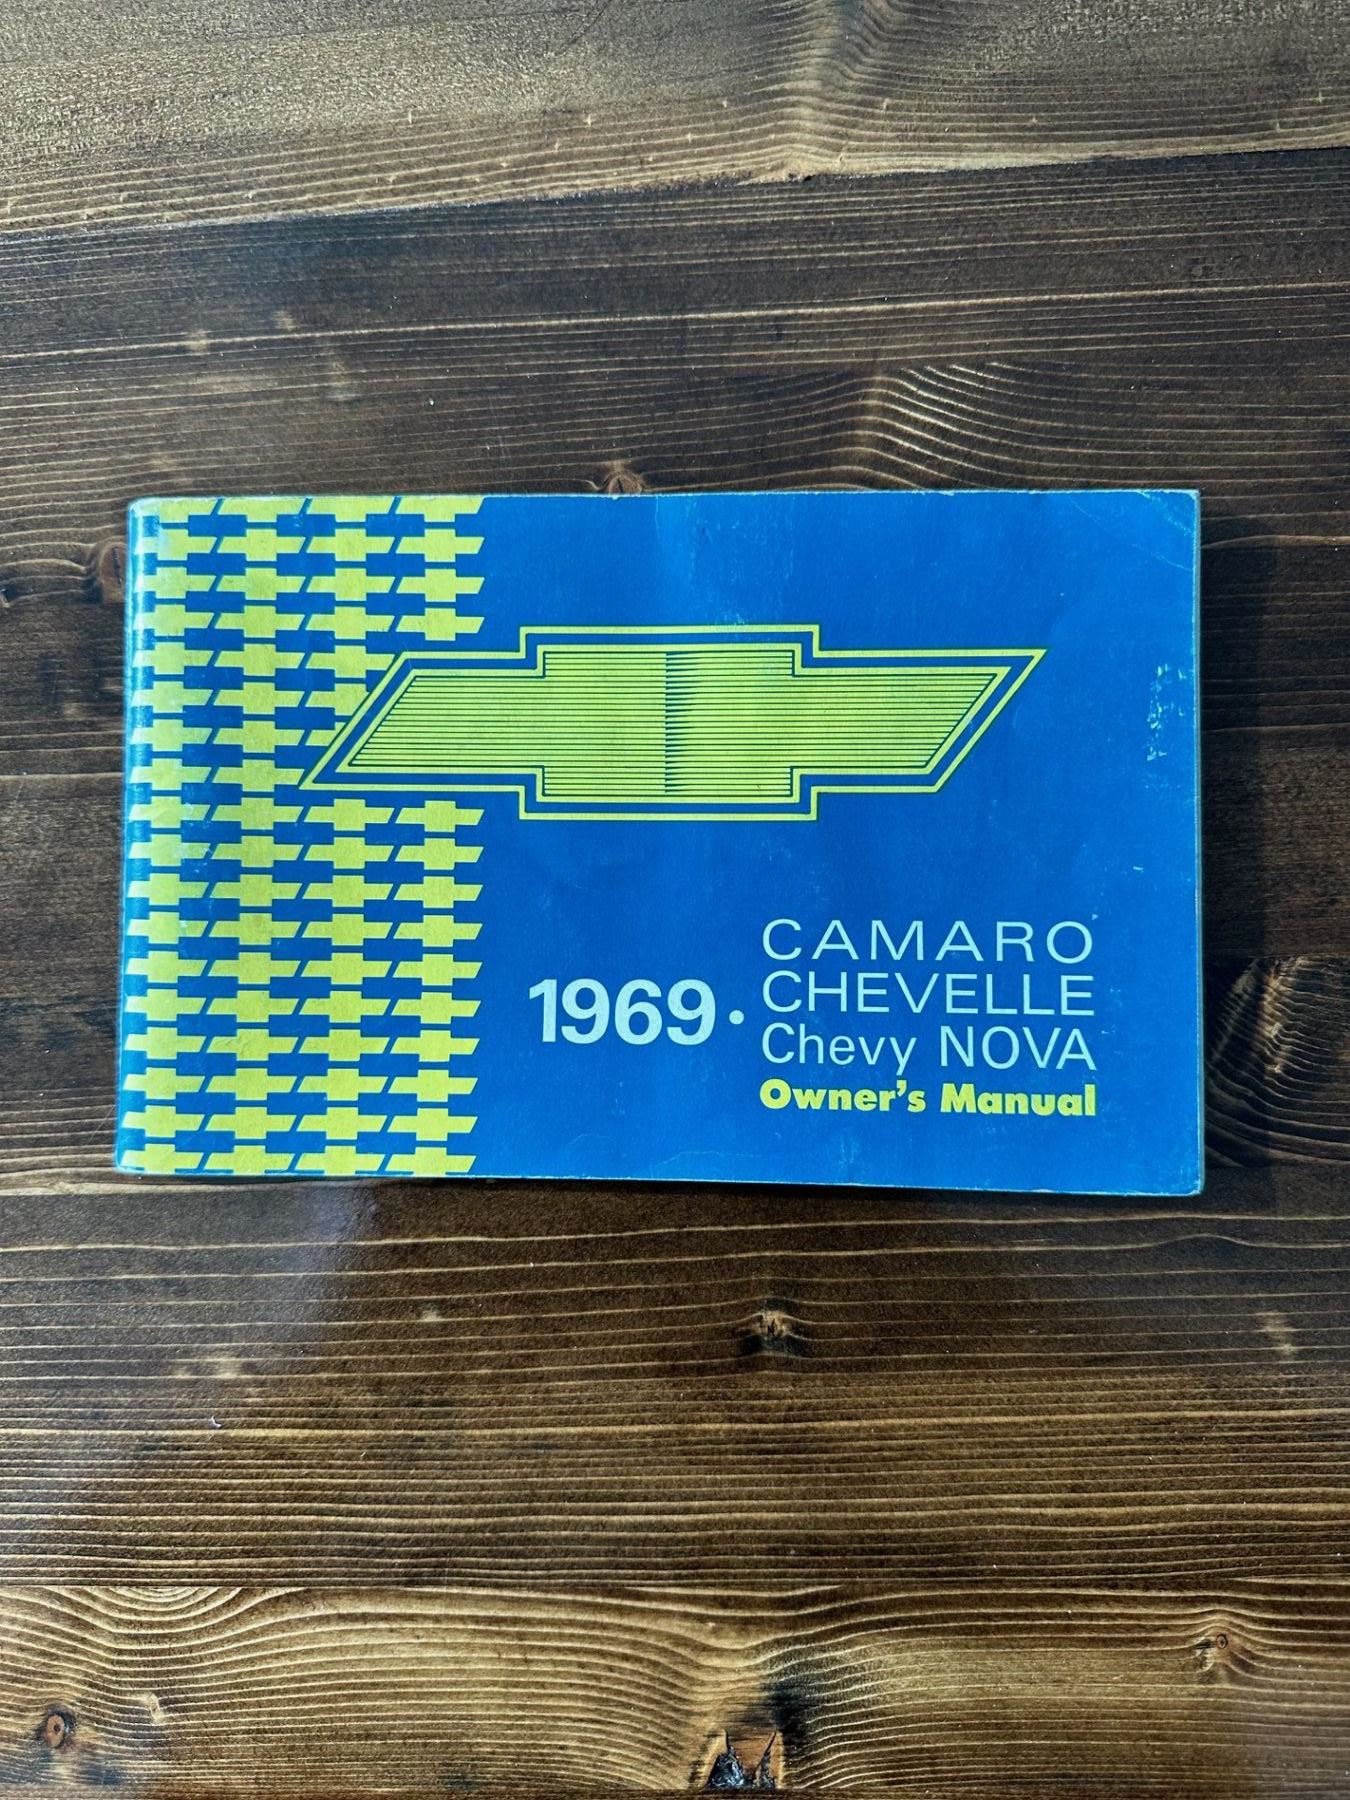 1969 · CAMARO
CHEVELLE
Chevy NOVA
Owner's Manual